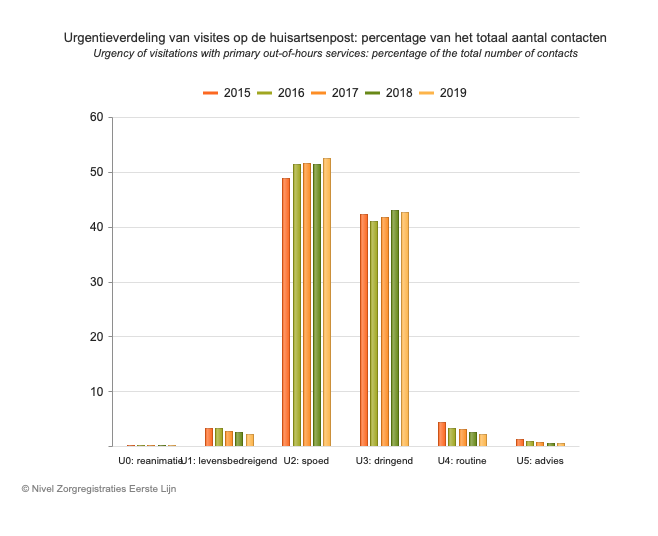 Urgentieverdeling van visites op de huisartsenpost: percentage van het totaal aantal contacten
Urgency of visitations with primary out-of-hours services: percentage of the total number of contacts
2015 2016 2017 2018 2019
60
50
40
30
20
10
U0: reanimatie U1: levensbedreigend U2: spoed U3: dringend U4: routine U5: advies
© Nivel Zorgregistraties Eerste Lijn